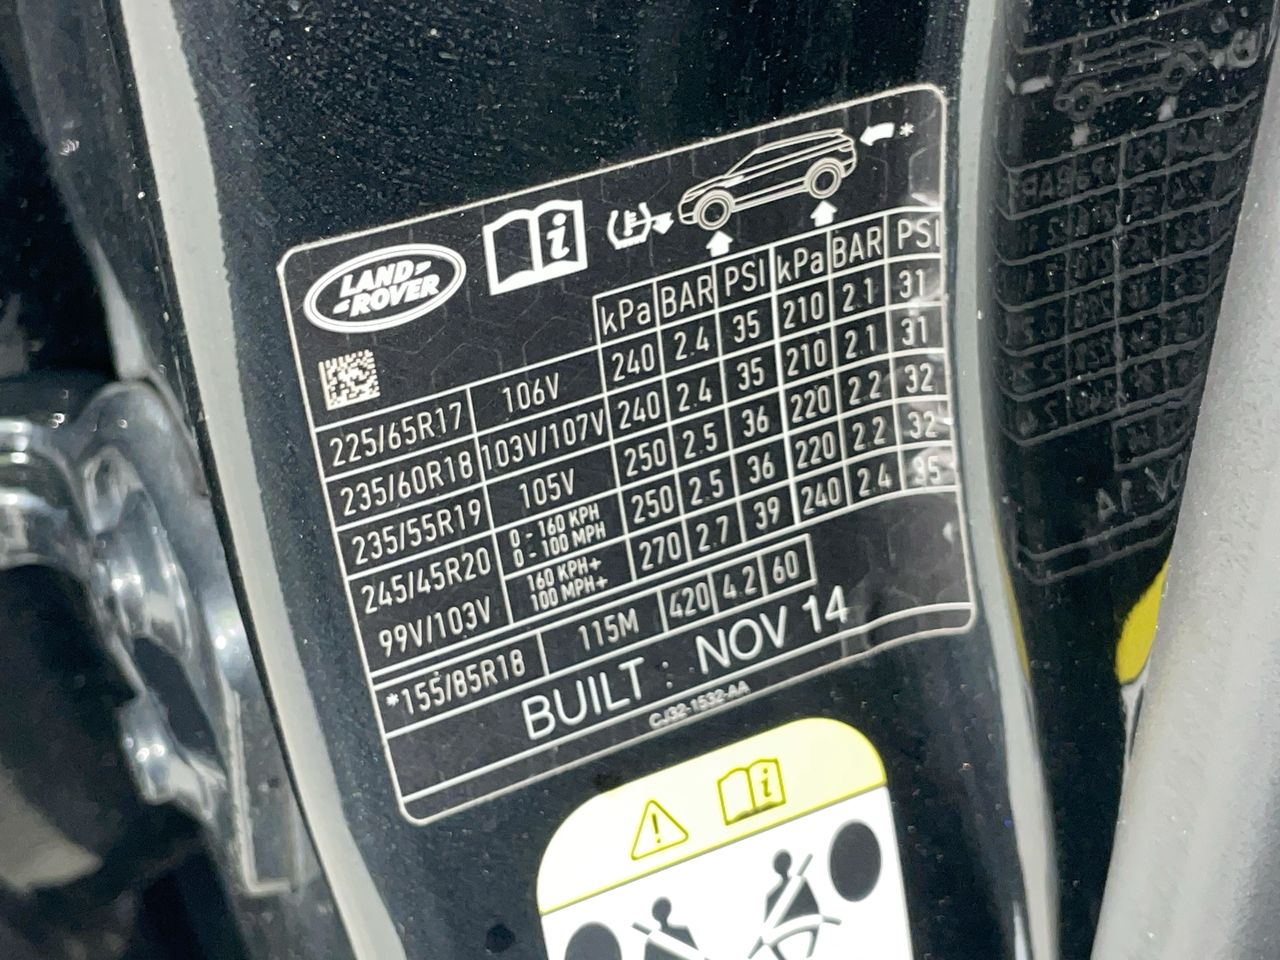 LAND-
-ROVER
kPa BAR PSI kPa BAR PSI
225/65R17 106V 240 2.4 35 210 2.1 31
235/60R18 103V/107V 240 2.4 35 210 2.1 31
235/55R19 105V 250 2.5 36 220 2.2 32
245/45R20 0 - 160 KPH 0 - 100 MPH 250 2.5 36 220 2.2 32
99V/103V 160 KPH+ 100 MPH+ 270 2.7 39 240 2.4 35
*155/85R18 115M 420 4.2 60
BUILT : NOV 14
CJ32-1532-AA